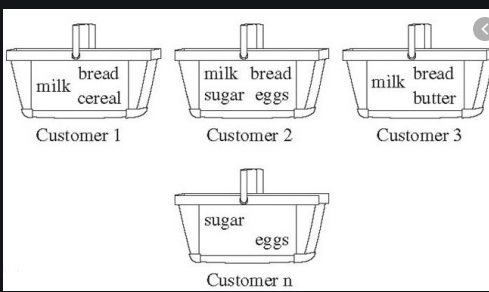 milk bread
cereal
Customer 1
milk bread
sugar eggs
Customer 2
milk bread
butter
Customer 3
sugar
eggs
Customer n